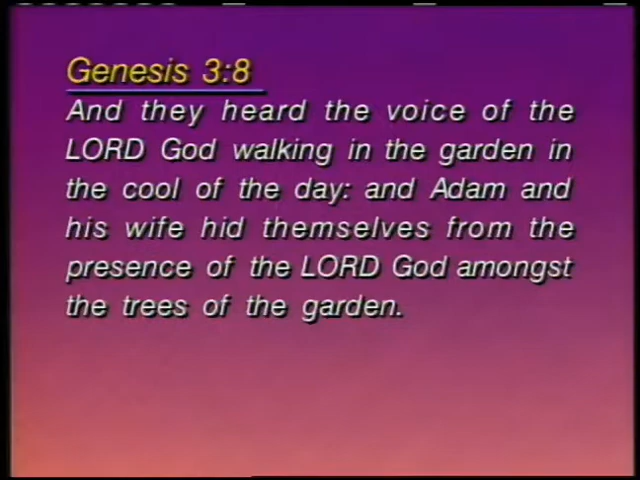 Genesis 3:8
And they heard the voice of the
LORD God walking in the garden in
the cool of the day: and Adam and
his wife hid themselves from the
presence of the LORD God amongst
the trees of the garden.